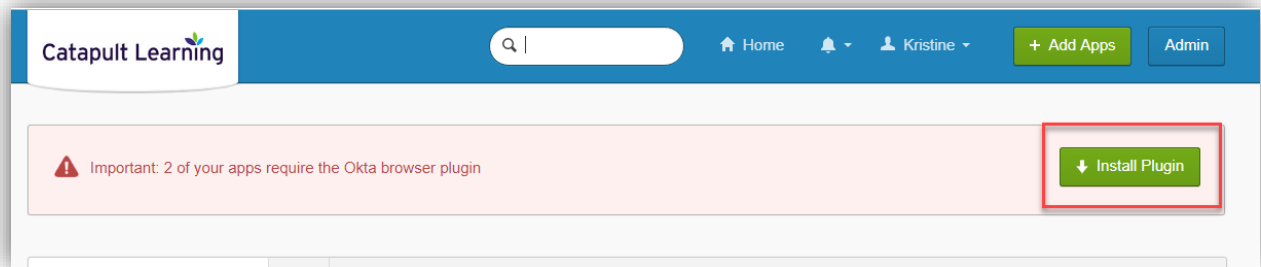 Catapult Learning
Home
Kristine
+ Add Apps
Admin
Important: 2 of your apps require the Okta browser plugin
Install Plugin